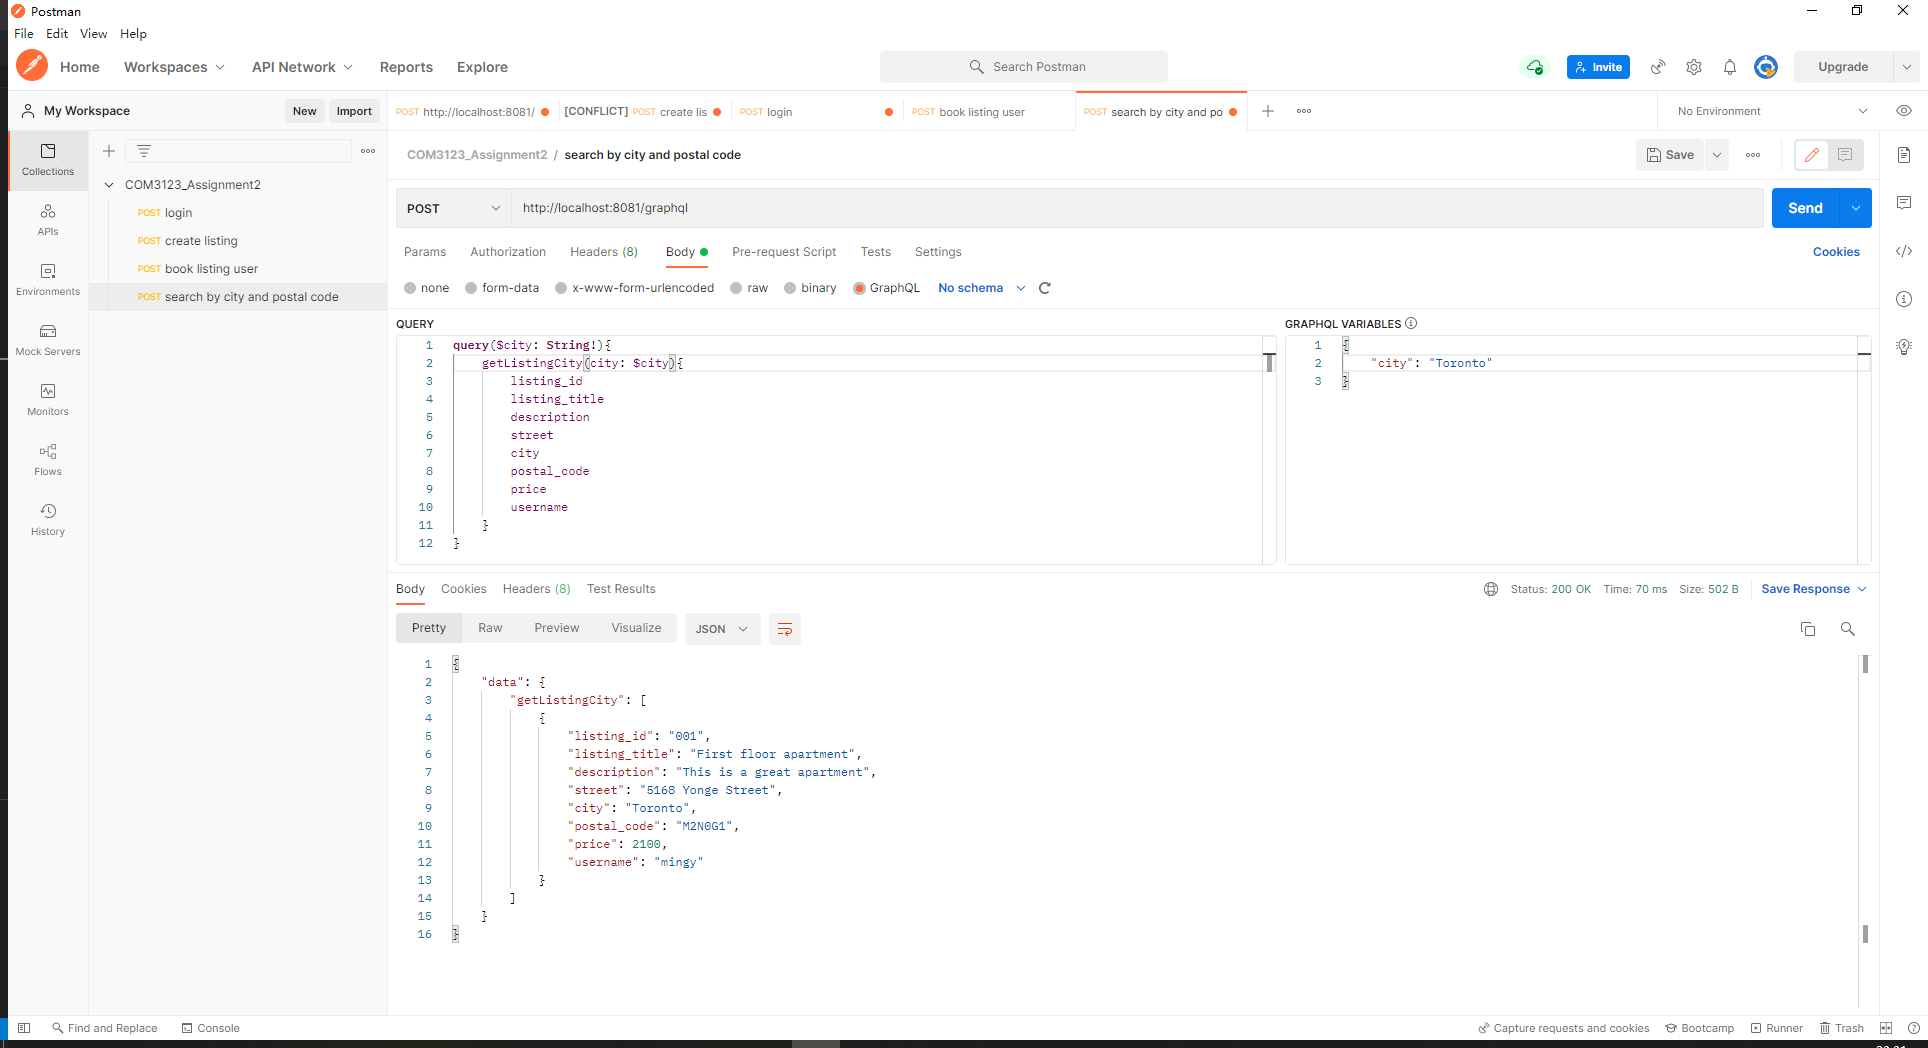 Postman
File Edit View Help
Home Workspaces API Network Reports Explore
Search Postman
Invite
Upgrade
My Workspace
New Import
POST http://localhost:8081/
[CONFLICT] POST create lis
POST login
POST book listing user
POST search by city and po
No Environment
Collections
APIs
Environments
Mock Servers
Monitors
Flows
History
COM3123_Assignment2
POST login
POST create listing
POST book listing user
POST search by city and postal code
COM3123_Assignment2 / search by city and postal code
Save
POST
http://localhost:8081/graphql
Send
Params Authorization Headers (8) Body Pre-request Script Tests Settings
Cookies
none form-data x-www-form-urlencoded raw binary GraphQL No schema
QUERY
1 query($city: String!){
2 getListingCity(city: $city){
3 listing_id
4 listing_title
5 description
6 street
7 city
8 postal_code
9 price
10 username
11 }
12 }
GRAPHQL VARIABLES
1 {
2 "city": "Toronto"
3 }
Body Cookies Headers (8) Test Results
Status: 200 OK Time: 70 ms Size: 502 B Save Response
Pretty Raw Preview Visualize JSON
1 {
2 "data": {
3 "getListingCity": [
4 {
5 "listing_id": "001",
6 "listing_title": "First floor apartment",
7 "description": "This is a great apartment",
8 "street": "5168 Yonge Street",
9 "city": "Toronto",
10 "postal_code": "M2N0G1",
11 "price": 2100,
12 "username": "mingy"
13 }
14 ]
15 }
16 }
Find and Replace Console
Capture requests and cookies Bootcamp Runner Trash